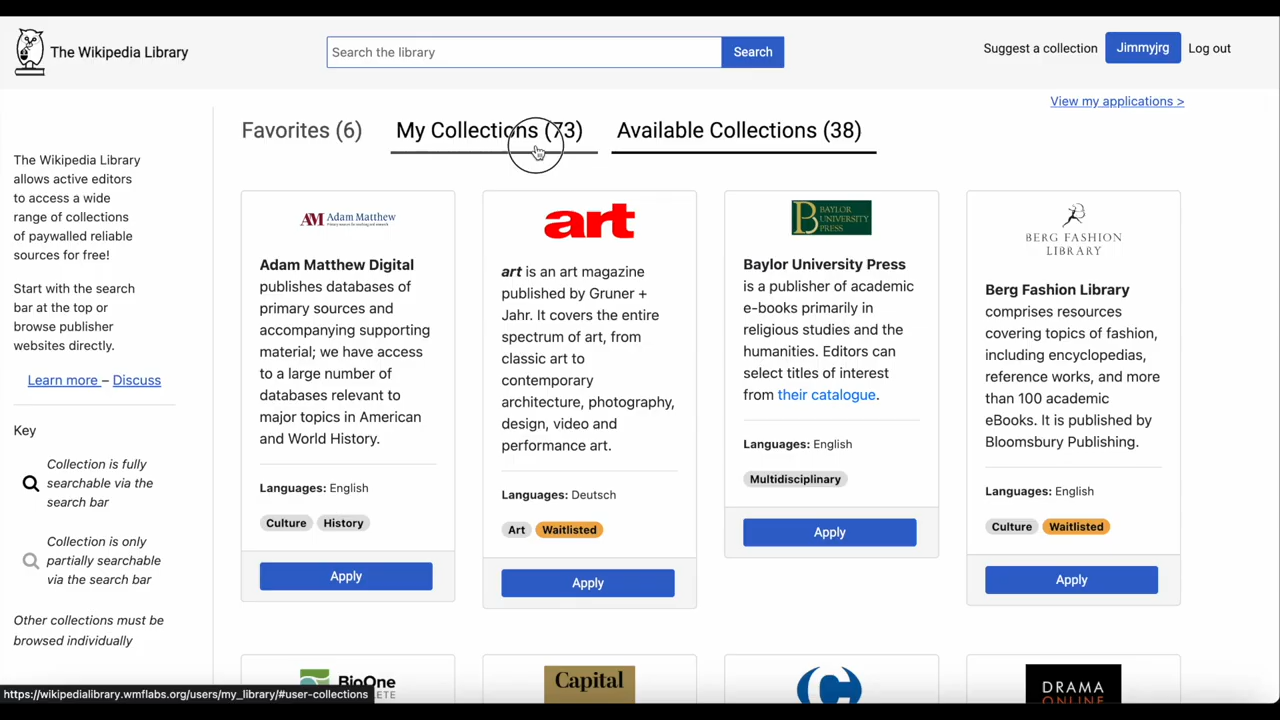 The Wikipedia Library
Search the library
Search
Suggest a collection
Jimmyjrg
Log out
View my applications >
Favorites (6)
My Collections (73)
Available Collections (38)
The Wikipedia Library
allows active editors
to access a wide
range of collections
of paywalled reliable
sources for free!
Start with the search
bar at the top or
browse publisher
websites directly.
Learn more – Discuss
Key
Collection is fully
searchable via the
search bar
Collection is only
partially searchable
via the search bar
Other collections must be
browsed individually
AM Adam Matthew
Adam Matthew Digital
publishes databases of
primary sources and
accompanying supporting
material; we have access
to a large number of
databases relevant to
major topics in American
and World History.
Languages: English
Culture
History
Apply
art
art is an art magazine
published by Gruner +
Jahr. It covers the entire
spectrum of art, from
classic art to
contemporary
architecture, photography,
design, video and
performance art.
Languages: Deutsch
Art
Waitlisted
Apply
BAYLOR
UNIVERSITY
PRESS
Baylor University Press
is a publisher of academic
e-books primarily in
religious studies and the
humanities. Editors can
select titles of interest
from their catalogue.
Languages: English
Multidisciplinary
Apply
BERG FASHION
LIBRARY
Berg Fashion Library
comprises resources
covering topics of fashion,
including encyclopedias,
reference works, and more
than 100 academic
eBooks. It is published by
Bloomsbury Publishing.
Languages: English
Culture
Waitlisted
Apply
BioOne
ETE
Capital
DRAMA
ONLINE
https://wikipedialibrary.wmflabs.org/users/my_library/#user-collections